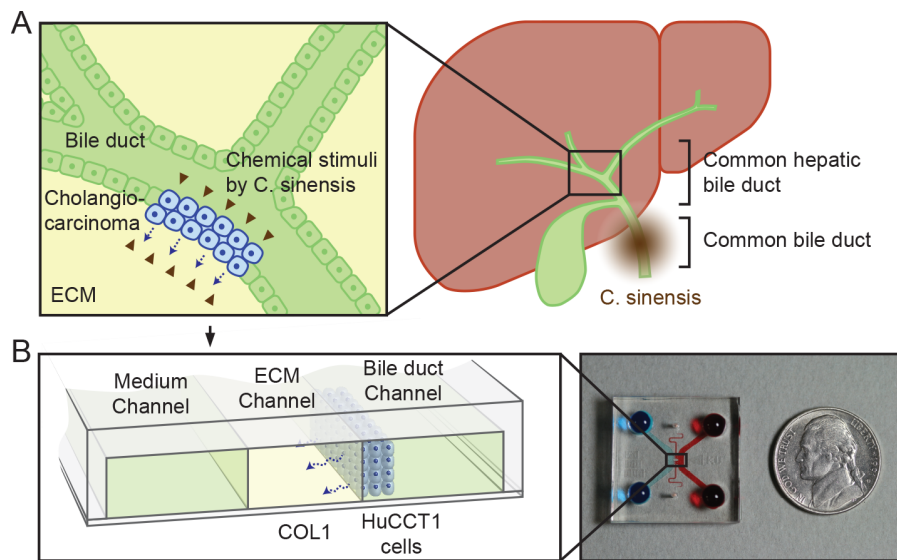 A
Bile duct
Chemical stimuli
by C. sinensis
Cholangio-
carcinoma
ECM
Common hepatic
bile duct
Common bile duct
C. sinensis
B
Medium
Channel
ECM
Channel
Bile duct
Channel
COL1
HuCCT1
cells